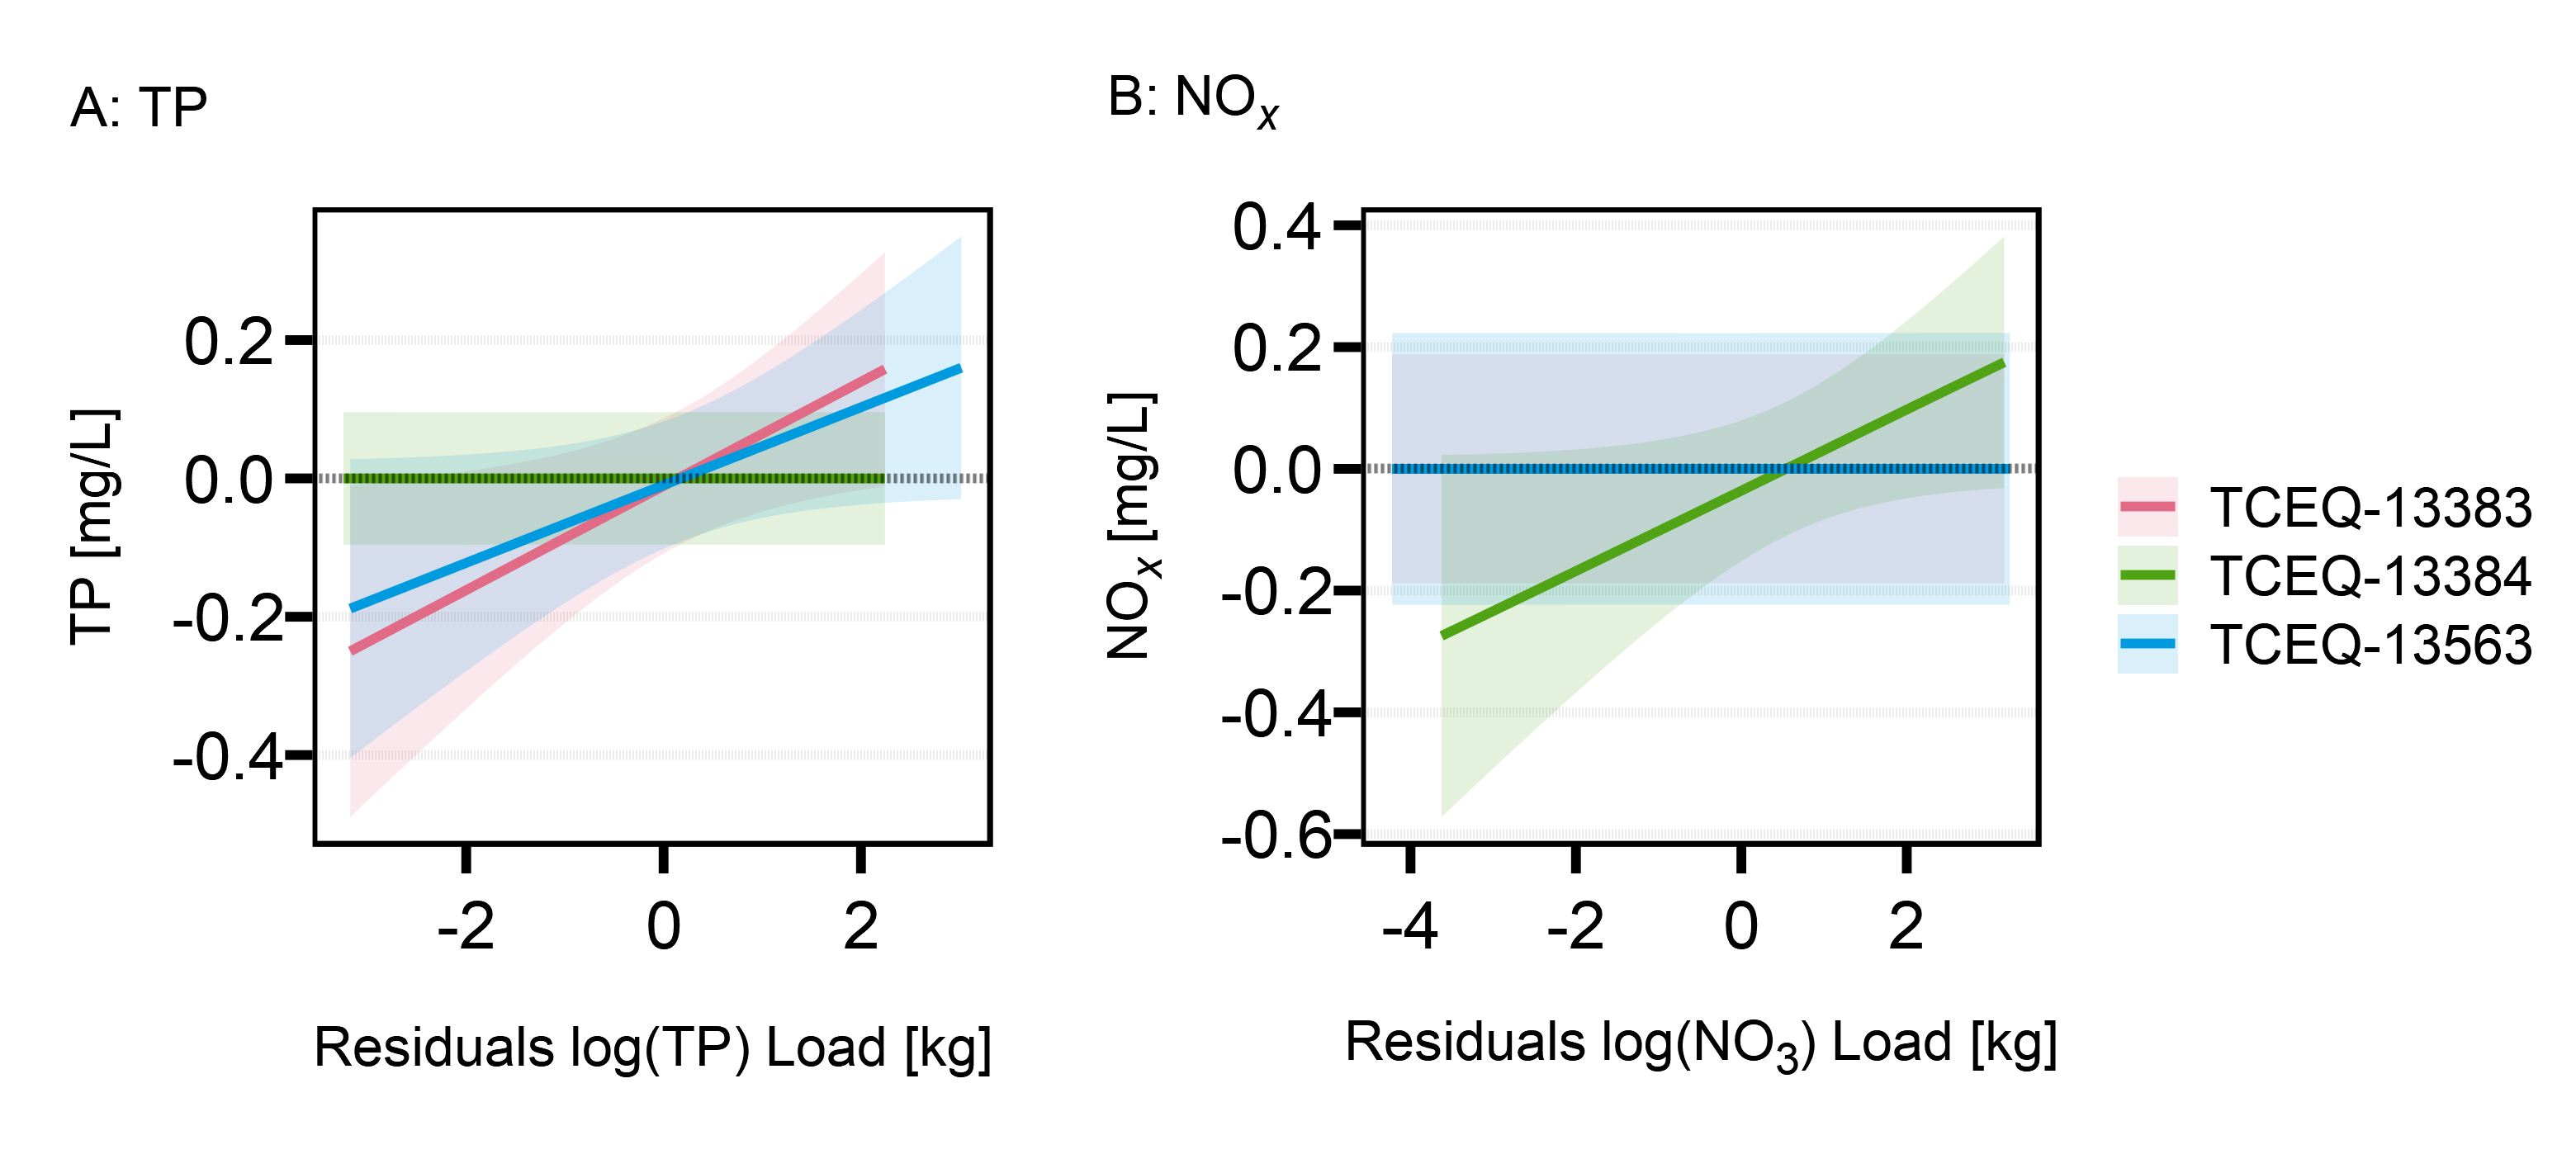 A: TP
TP [mg/L]
0.2
0.0
-0.2
-0.4
-2 0 2
Residuals log(TP) Load [kg]
B: NOₓ
NOₓ [mg/L]
0.4
0.2
0.0
-0.2
-0.4
-0.6
-4 -2 0 2
Residuals log(NO₃) Load [kg]
TCEQ-13383
TCEQ-13384
TCEQ-13563